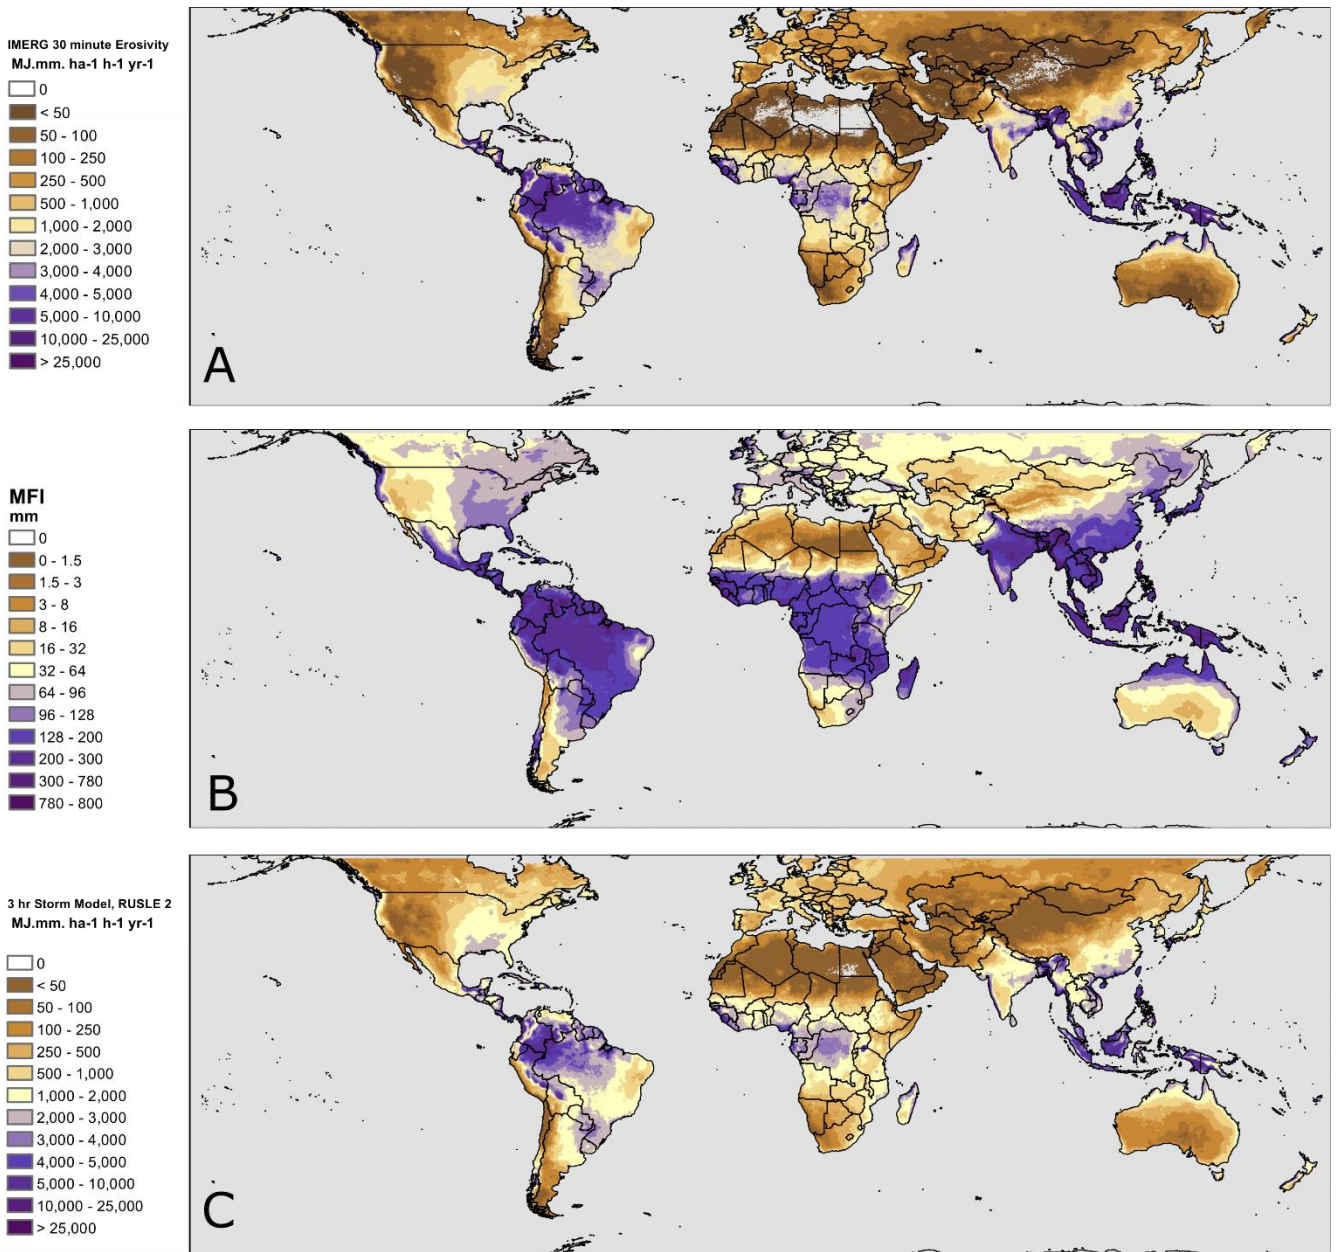 IMERG 30 minute Erosivity
MJ.mm. ha-1 h-1 yr-1
0
< 50
50 - 100
100 - 250
250 - 500
500 - 1,000
1,000 - 2,000
2,000 - 3,000
3,000 - 4,000
4,000 - 5,000
5,000 - 10,000
10,000 - 25,000
> 25,000
A
MFI
mm
0
0 - 1.5
1.5 - 3
3 - 8
8 - 16
16 - 32
32 - 64
64 - 96
96 - 128
128 - 200
200 - 300
300 - 780
780 - 800
B
3 hr Storm Model, RUSLE 2
MJ.mm. ha-1 h-1 yr-1
0
< 50
50 - 100
100 - 250
250 - 500
500 - 1,000
1,000 - 2,000
2,000 - 3,000
3,000 - 4,000
4,000 - 5,000
5,000 - 10,000
10,000 - 25,000
> 25,000
C